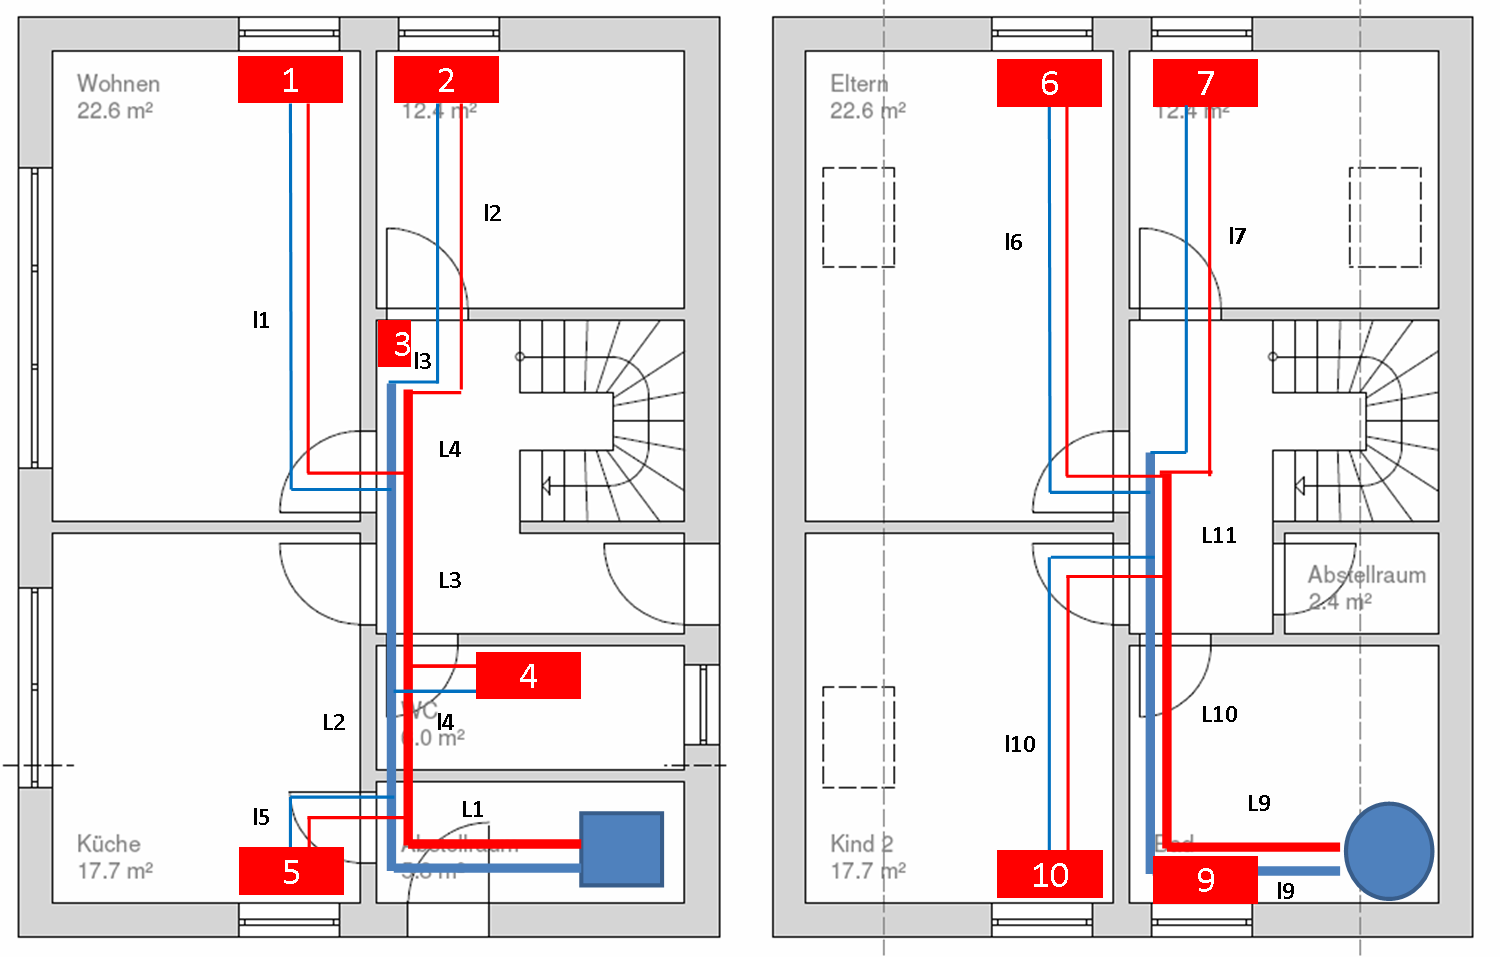 Wohnen
22.6 m²
1
2
12.4 m²
l2
l1
3
l3
L4
L3
4
WC
L2
l4
6.0 m²
L1
l5
Küche
17.7 m²
5
Abstellraum
m²
Eltern
22.6 m²
6
7
12.4 m²
l6
l7
L11
Abstellraum
2.4 m²
L10
l10
L9
Kind 2
17.7 m²
10
Bad
9
l9